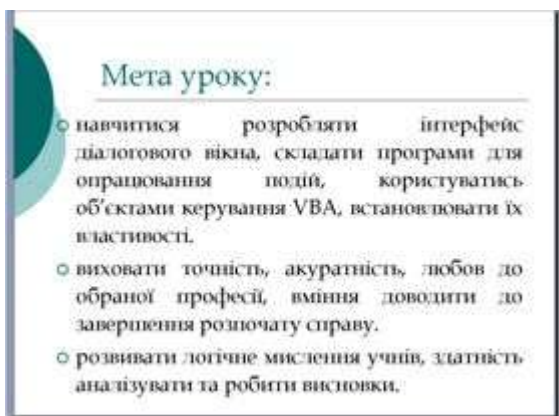 Мета уроку:
навчитися розробляти інтерфейс
діалогового вікна, складати програми для
опрацювання подій, користуватись
об'єктами керування VBA, встановлювати їх
властивості.
виховати точність, акуратність, любов до
обраної професії, вміння доводити до
завершення розпочату справу.
розвивати логічне мислення учнів, здатність
аналізувати та робити висновки.